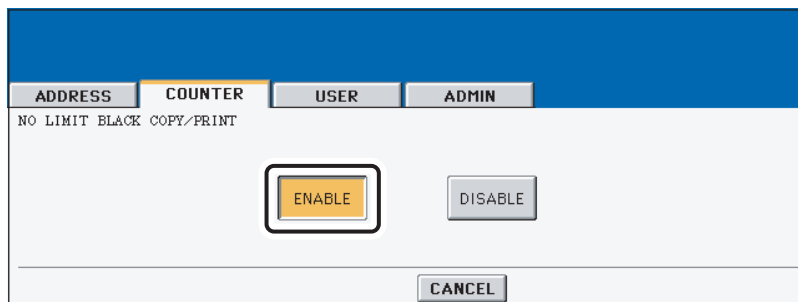 ADDRESS COUNTER USER ADMIN
NO LIMIT BLACK COPY/PRINT
ENABLE DISABLE
CANCEL